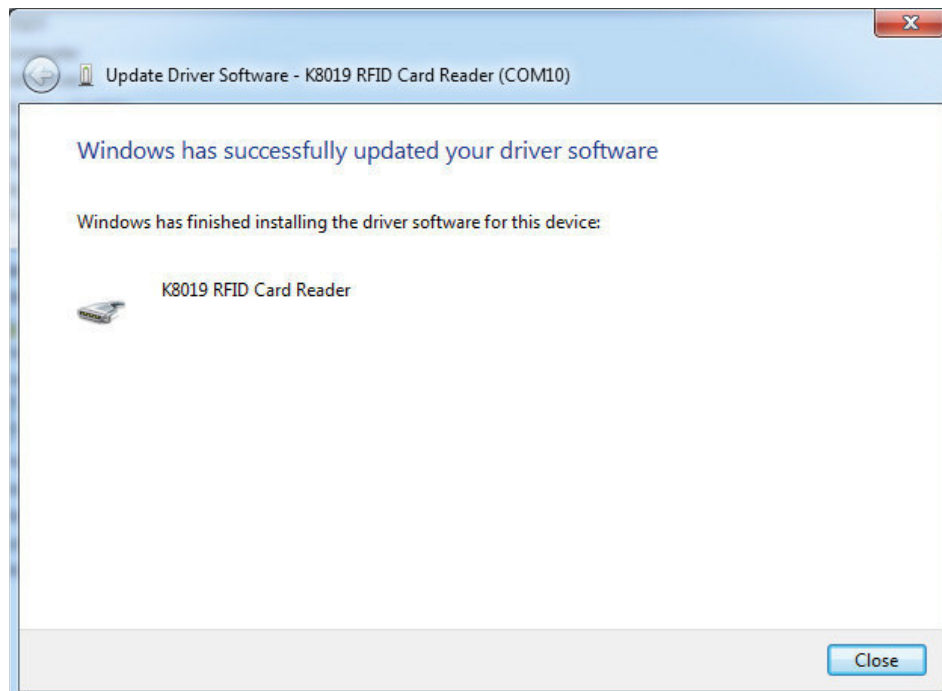 Update Driver Software - K8019 RFID Card Reader (COM10)
Windows has successfully updated your driver software
Windows has finished installing the driver software for this device:
K8019 RFID Card Reader
Close